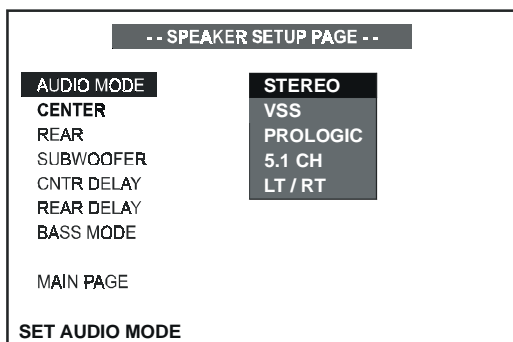 - - SPEAKER SETUP PAGE - -
AUDIO MODE
CENTER
REAR
SUBWOOFER
CNTR DELAY
REAR DELAY
BASS MODE
MAIN PAGE
STEREO
VSS
PROLOGIC
5.1 CH
LT / RT
SET AUDIO MODE